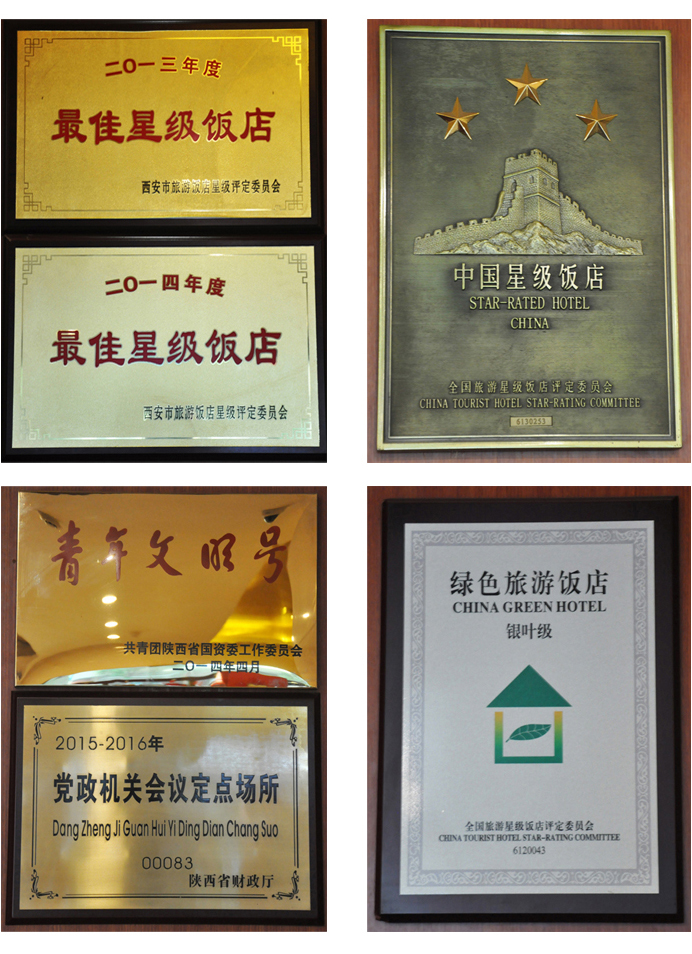 二〇一三年度
最佳星级饭店
西安市旅游饭店星级评定委员会
二〇一四年度
最佳星级饭店
西安市旅游饭店星级评定委员会
中国星级饭店
STAR-RATED HOTEL
CHINA
全国旅游星级饭店评定委员会
CHINA TOURIST HOTEL STAR-RATING COMMITTEE
6130253
青年文明号
共青团陕西省国资委工作委员会
二〇一四年四月
2015-2016年
党政机关会议定点场所
Dang Zheng Ji Guan Hui Yi Ding Dian Chang Suo
00083
陕西省财政厅
绿色旅游饭店
CHINA GREEN HOTEL
银叶级
全国旅游星级饭店评定委员会
CHINA TOURIST HOTEL STAR-RATING COMMITTEE
6120043